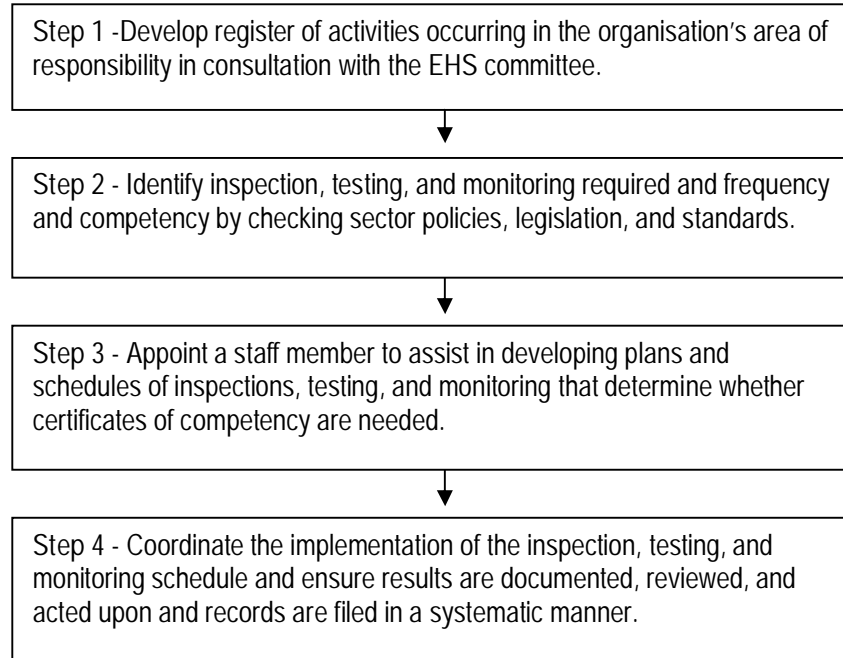 Step 1 -Develop register of activities occurring in the organisation's area of
responsibility in consultation with the EHS committee.
Step 2 - Identify inspection, testing, and monitoring required and frequency
and competency by checking sector policies, legislation, and standards.
Step 3 - Appoint a staff member to assist in developing plans and
schedules of inspections, testing, and monitoring that determine whether
certificates of competency are needed.
Step 4 - Coordinate the implementation of the inspection, testing, and
monitoring schedule and ensure results are documented, reviewed, and
acted upon and records are filed in a systematic manner.